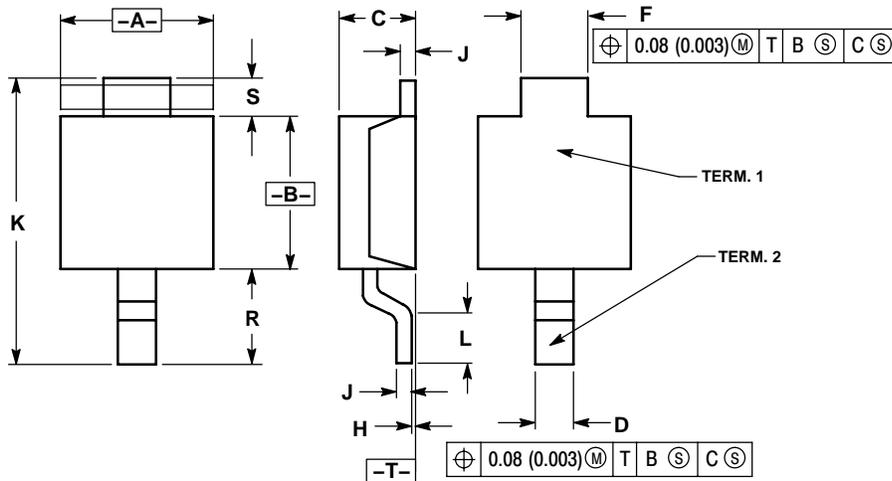 –A–
C
F
⌖ 0.08 (0.003) Ⓜ T B Ⓢ C Ⓢ
J
S
–B–
K
TERM. 1
TERM. 2
R
L
J
D
H
⌖ 0.08 (0.003) Ⓜ T B Ⓢ C Ⓢ
–T–